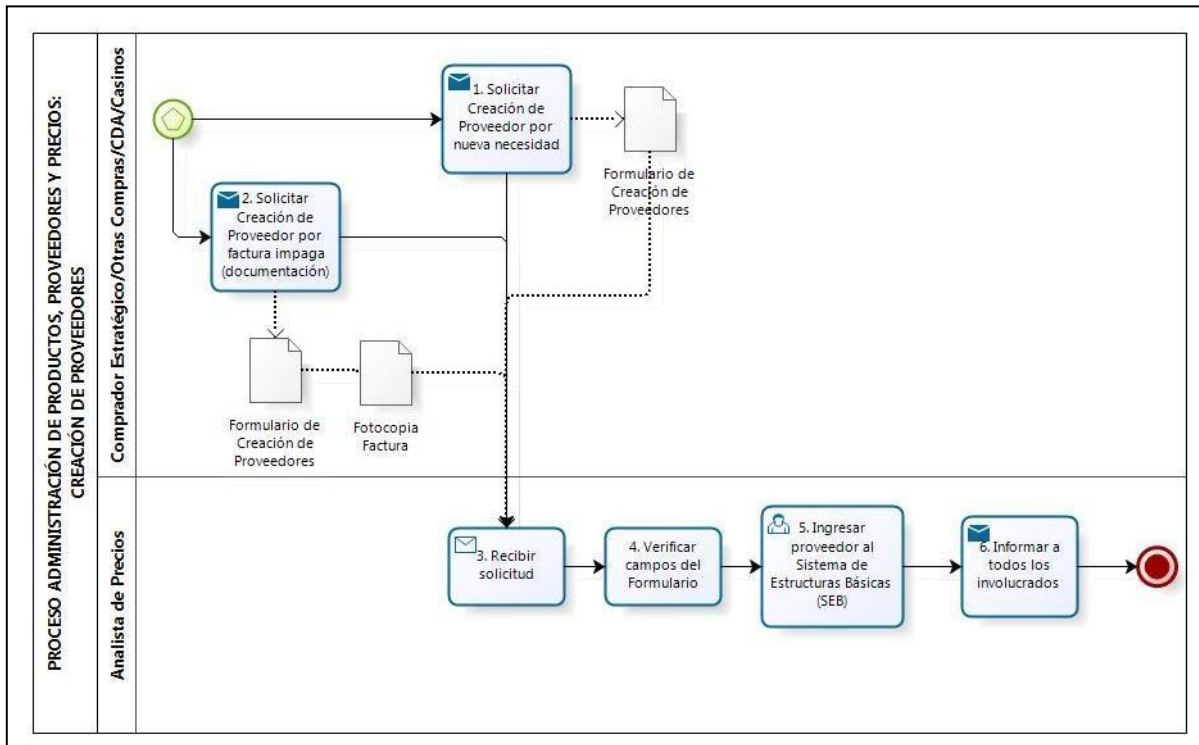 PROCESO ADMINISTRACIÓN DE PRODUCTOS, PROVEEDORES Y PRECIOS:
CREACIÓN DE PROVEEDORES
Comprador Estratégico/Otras Compras/CDA/Casinos
1. Solicitar
Creación de
Proveedor por
nueva necesidad
Formulario de
Creación de
Proveedores
2. Solicitar
Creación de
Proveedor por
factura impaga
(documentación)
Formulario de
Creación de
Proveedores
Fotocopia
Factura
Analista de Precios
3. Recibir
solicitud
4. Verificar
campos del
Formulario
5. Ingresar
proveedor al
Sistema de
Estructuras Básicas
(SEB)
6. Informar a
todos los
involucrados